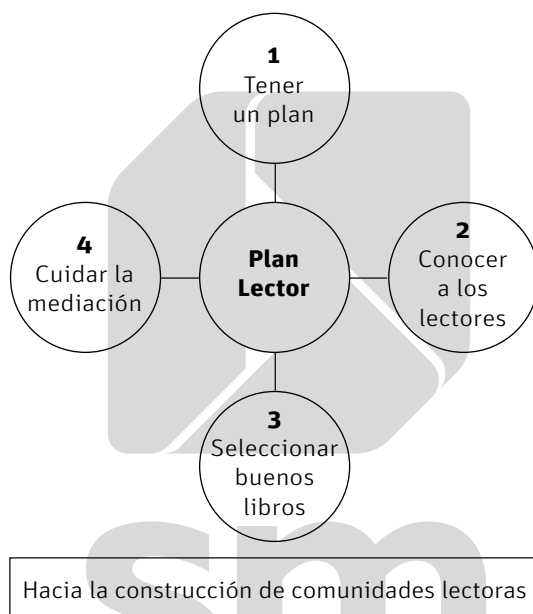 1
Tener
un plan
4
Cuidar la
mediación
Plan
Lector
2
Conocer
a los
lectores
3
Seleccionar
buenos
libros
sm
Hacia la construcción de comunidades lectoras